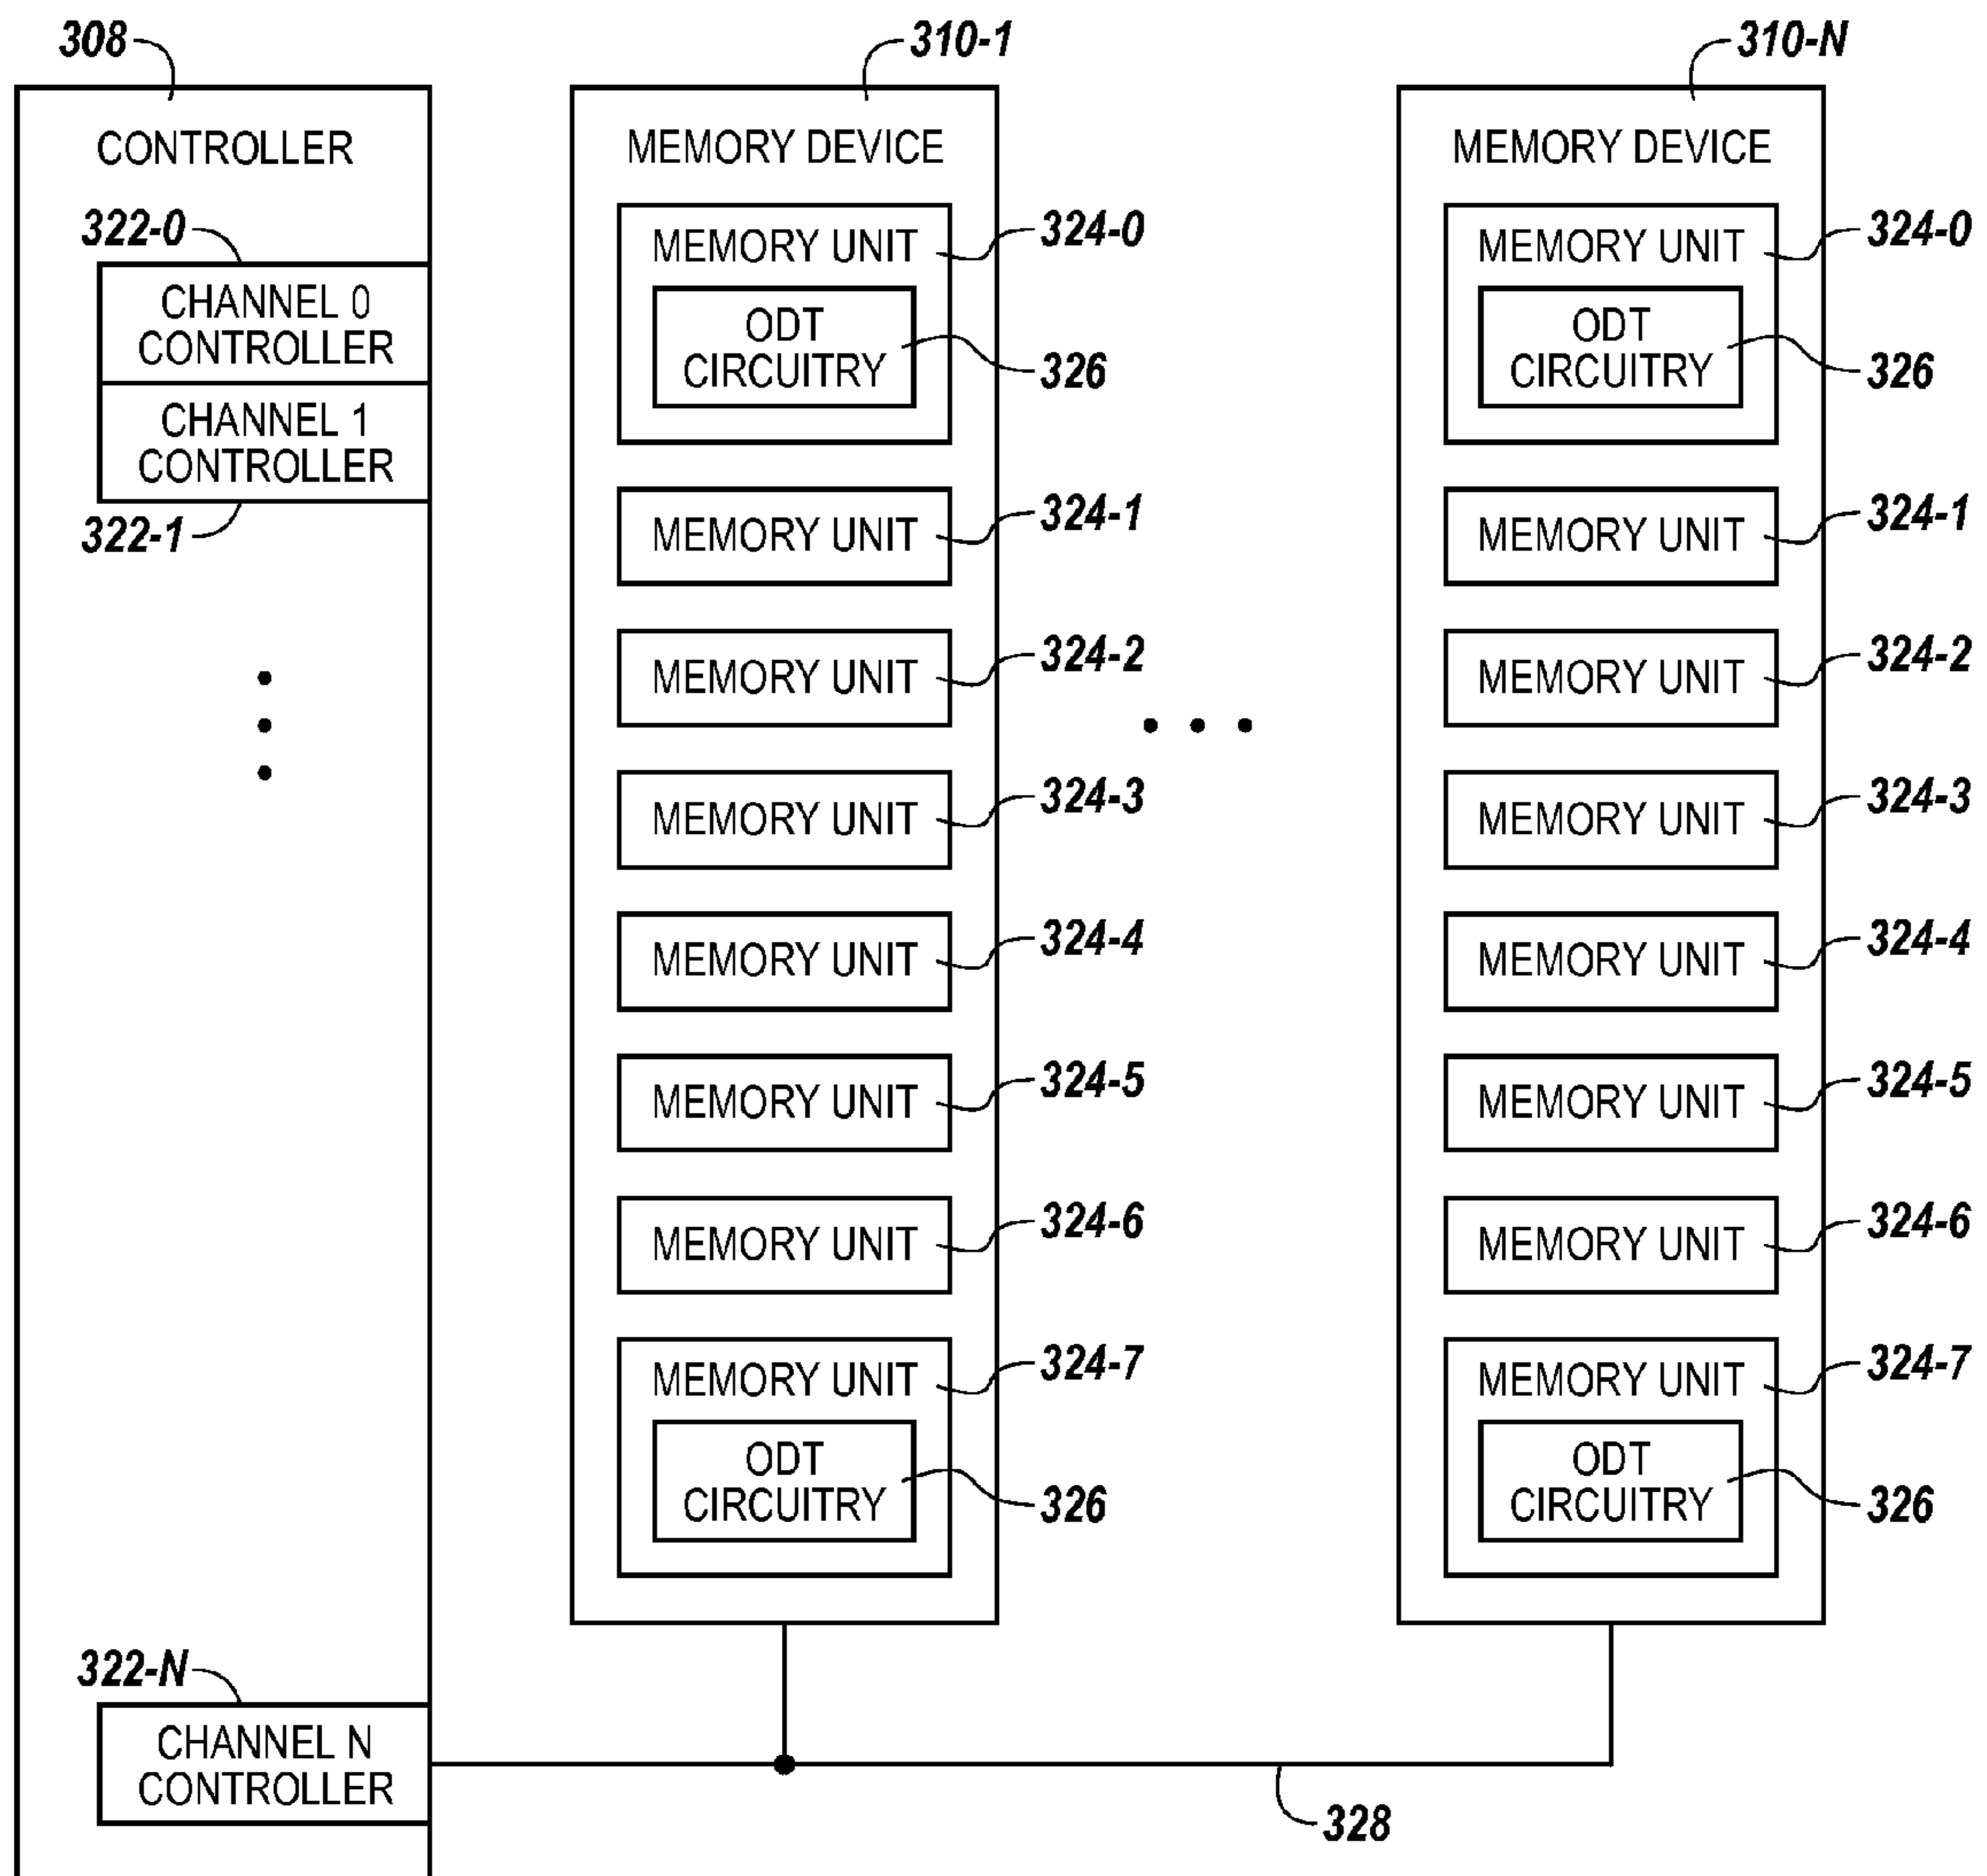 308
CONTROLLER
322-0
CHANNEL 0
CONTROLLER
CHANNEL 1
CONTROLLER
322-1
322-N
CHANNEL N
CONTROLLER
310-1
MEMORY DEVICE
MEMORY UNIT
324-0
ODT
CIRCUITRY
326
MEMORY UNIT
324-1
MEMORY UNIT
324-2
MEMORY UNIT
324-3
MEMORY UNIT
324-4
MEMORY UNIT
324-5
MEMORY UNIT
324-6
MEMORY UNIT
324-7
ODT
CIRCUITRY
326
310-N
MEMORY DEVICE
MEMORY UNIT
324-0
ODT
CIRCUITRY
326
MEMORY UNIT
324-1
MEMORY UNIT
324-2
MEMORY UNIT
324-3
MEMORY UNIT
324-4
MEMORY UNIT
324-5
MEMORY UNIT
324-6
MEMORY UNIT
324-7
ODT
CIRCUITRY
326
328